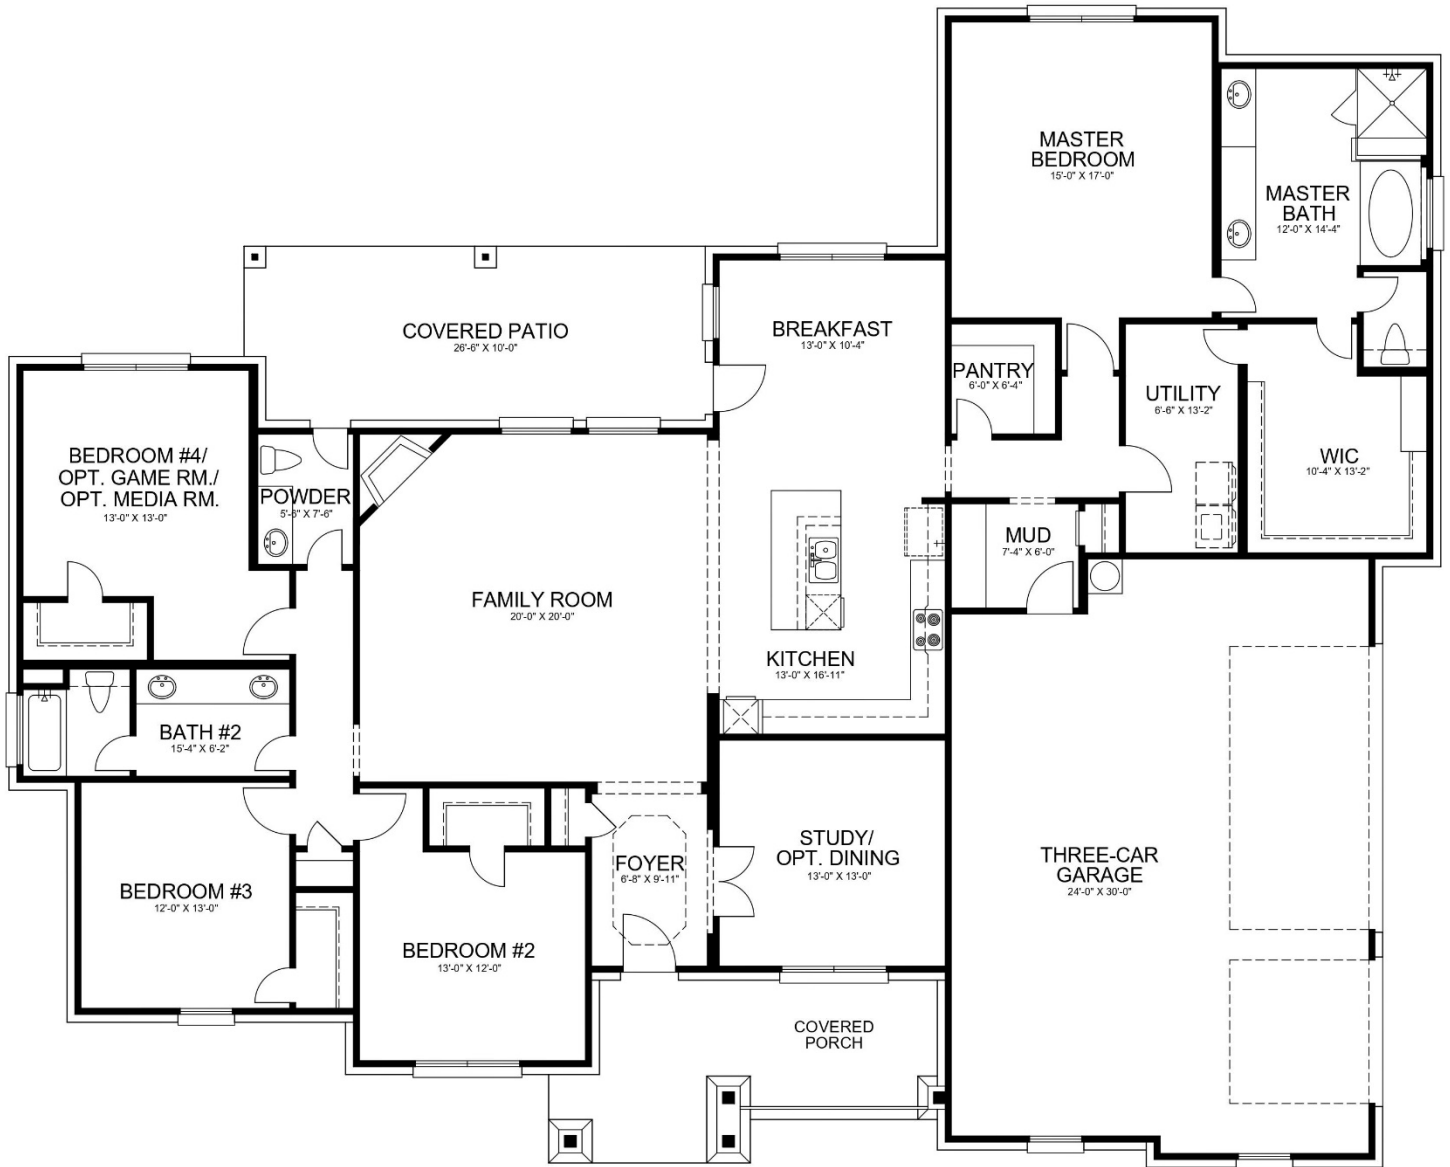 MASTER
BEDROOM
15'-0" X 17'-0"
MASTER
BATH
12'-0" X 14'-4"
COVERED PATIO
26'-6" X 10'-0"
BREAKFAST
13'-0" X 10'-4"
PANTRY
6'-0" X 6'-4"
UTILITY
6'-6" X 13'-2"
WIC
10'-4" X 13'-2"
BEDROOM #4/
OPT. GAME RM./
OPT. MEDIA RM.
13'-0" X 13'-0"
POWDER
5'-6" X 7'-6"
MUD
7'-4" X 6'-0"
FAMILY ROOM
20'-0" X 20'-0"
KITCHEN
13'-0" X 16'-11"
BATH #2
15'-4" X 6'-2"
STUDY/
OPT. DINING
13'-0" X 13'-0"
FOYER
6'-8" X 9'-11"
THREE-CAR
GARAGE
24'-0" X 30'-0"
BEDROOM #3
12'-0" X 13'-0"
BEDROOM #2
13'-0" X 12'-0"
COVERED
PORCH